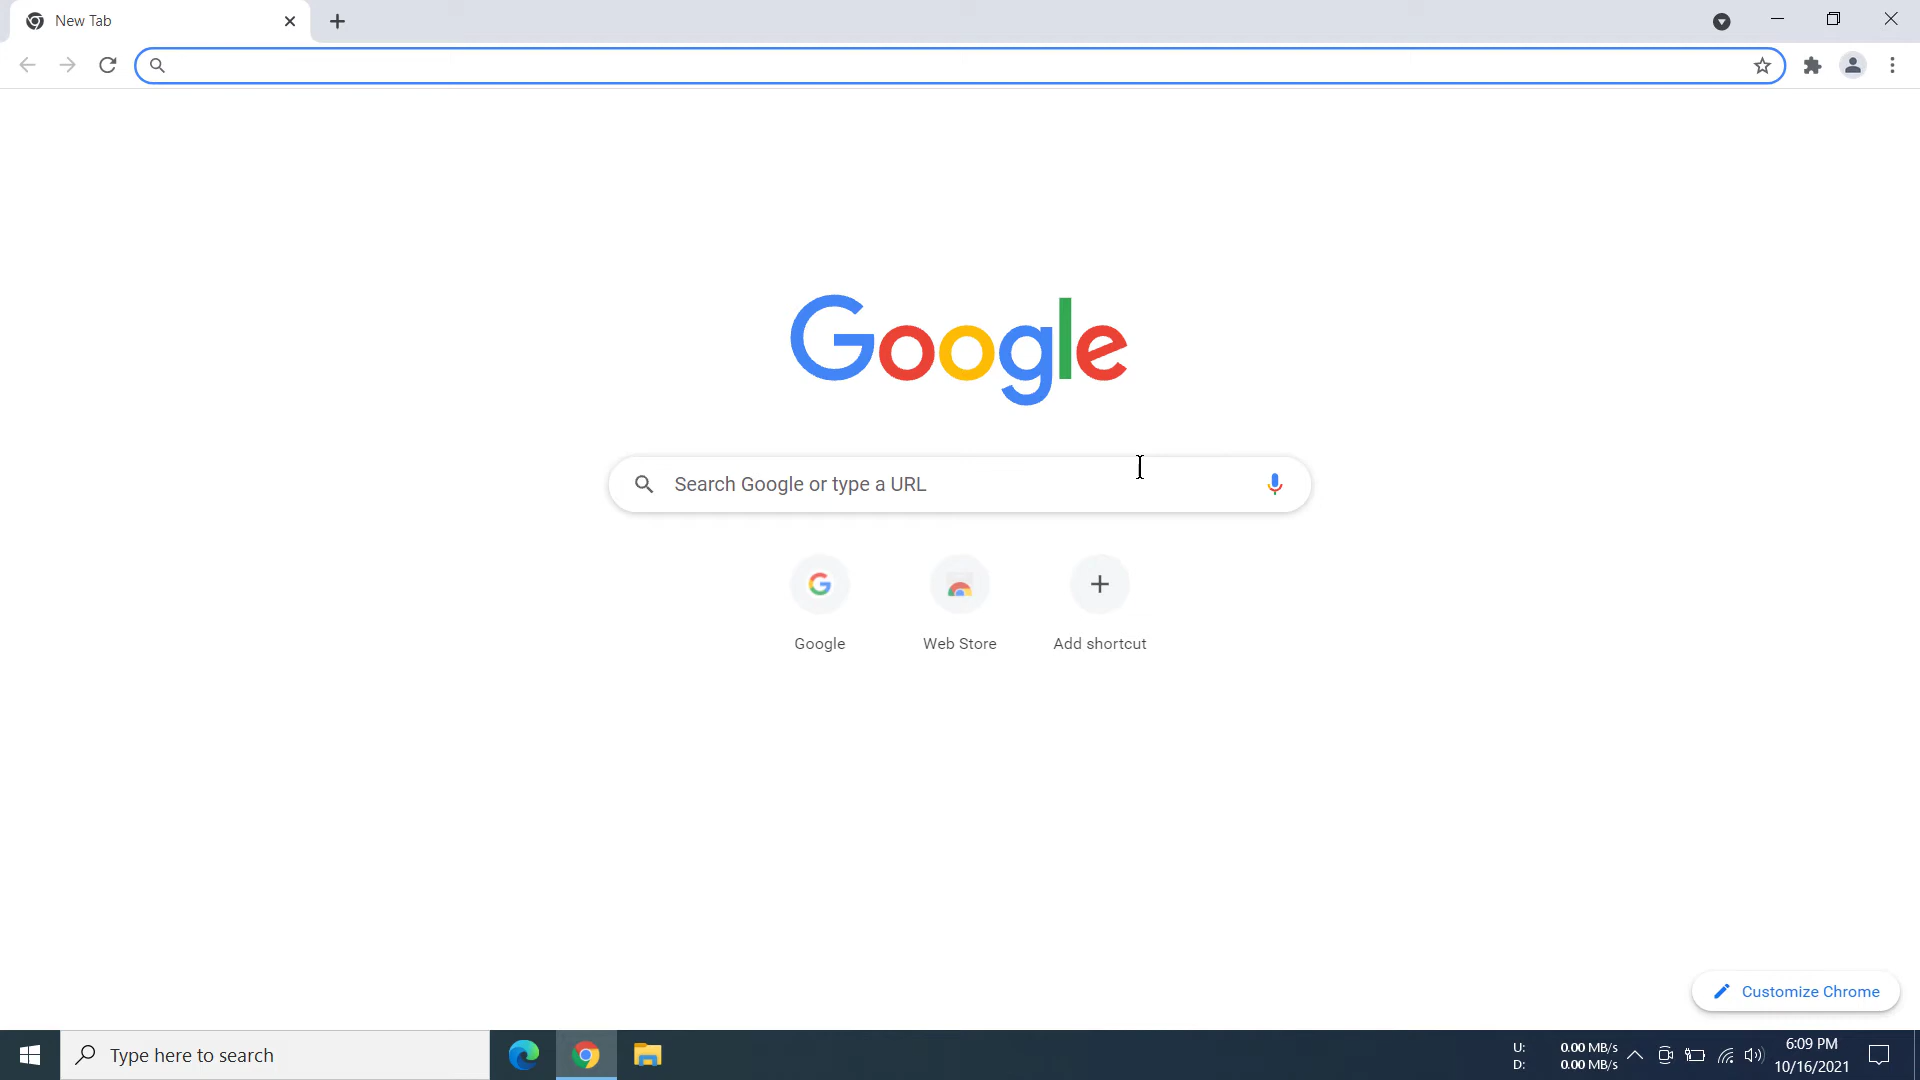 New Tab
Google
Search Google or type a URL
Google
Web Store
Add shortcut
Customize Chrome
Type here to search
U: 0.00 MB/s
D: 0.00 MB/s
6:09 PM
10/16/2021